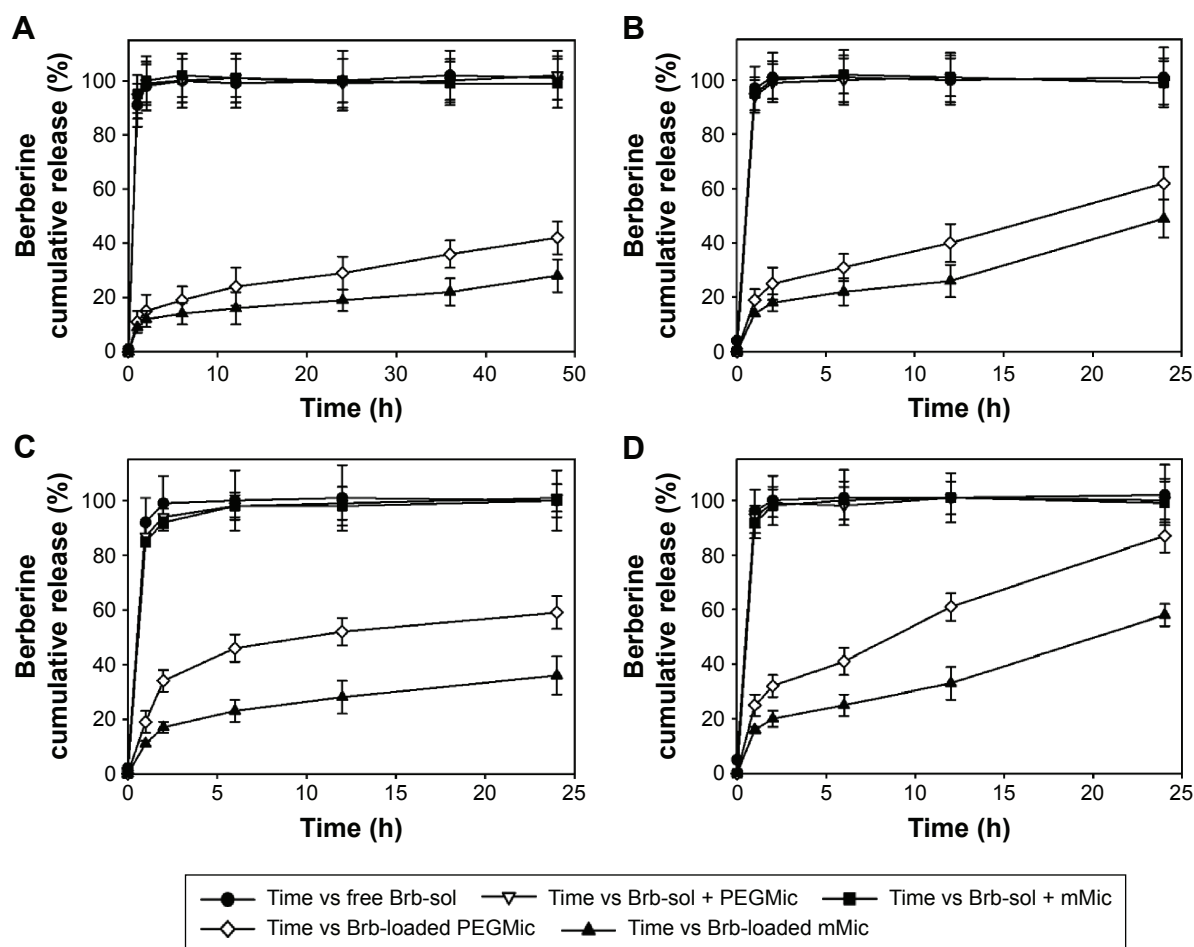 A
Berberine
cumulative release (%)
100
80
60
40
20
0
0 10 20 30 40 50
Time (h)
B
Berberine
cumulative release (%)
100
80
60
40
20
0
0 5 10 15 20 25
Time (h)
C
Berberine
cumulative release (%)
100
80
60
40
20
0
0 5 10 15 20 25
Time (h)
D
Berberine
cumulative release (%)
100
80
60
40
20
0
0 5 10 15 20 25
Time (h)
Time vs free Brb-sol Time vs Brb-sol + PEGMic Time vs Brb-sol + mMic
Time vs Brb-loaded PEGMic Time vs Brb-loaded mMic